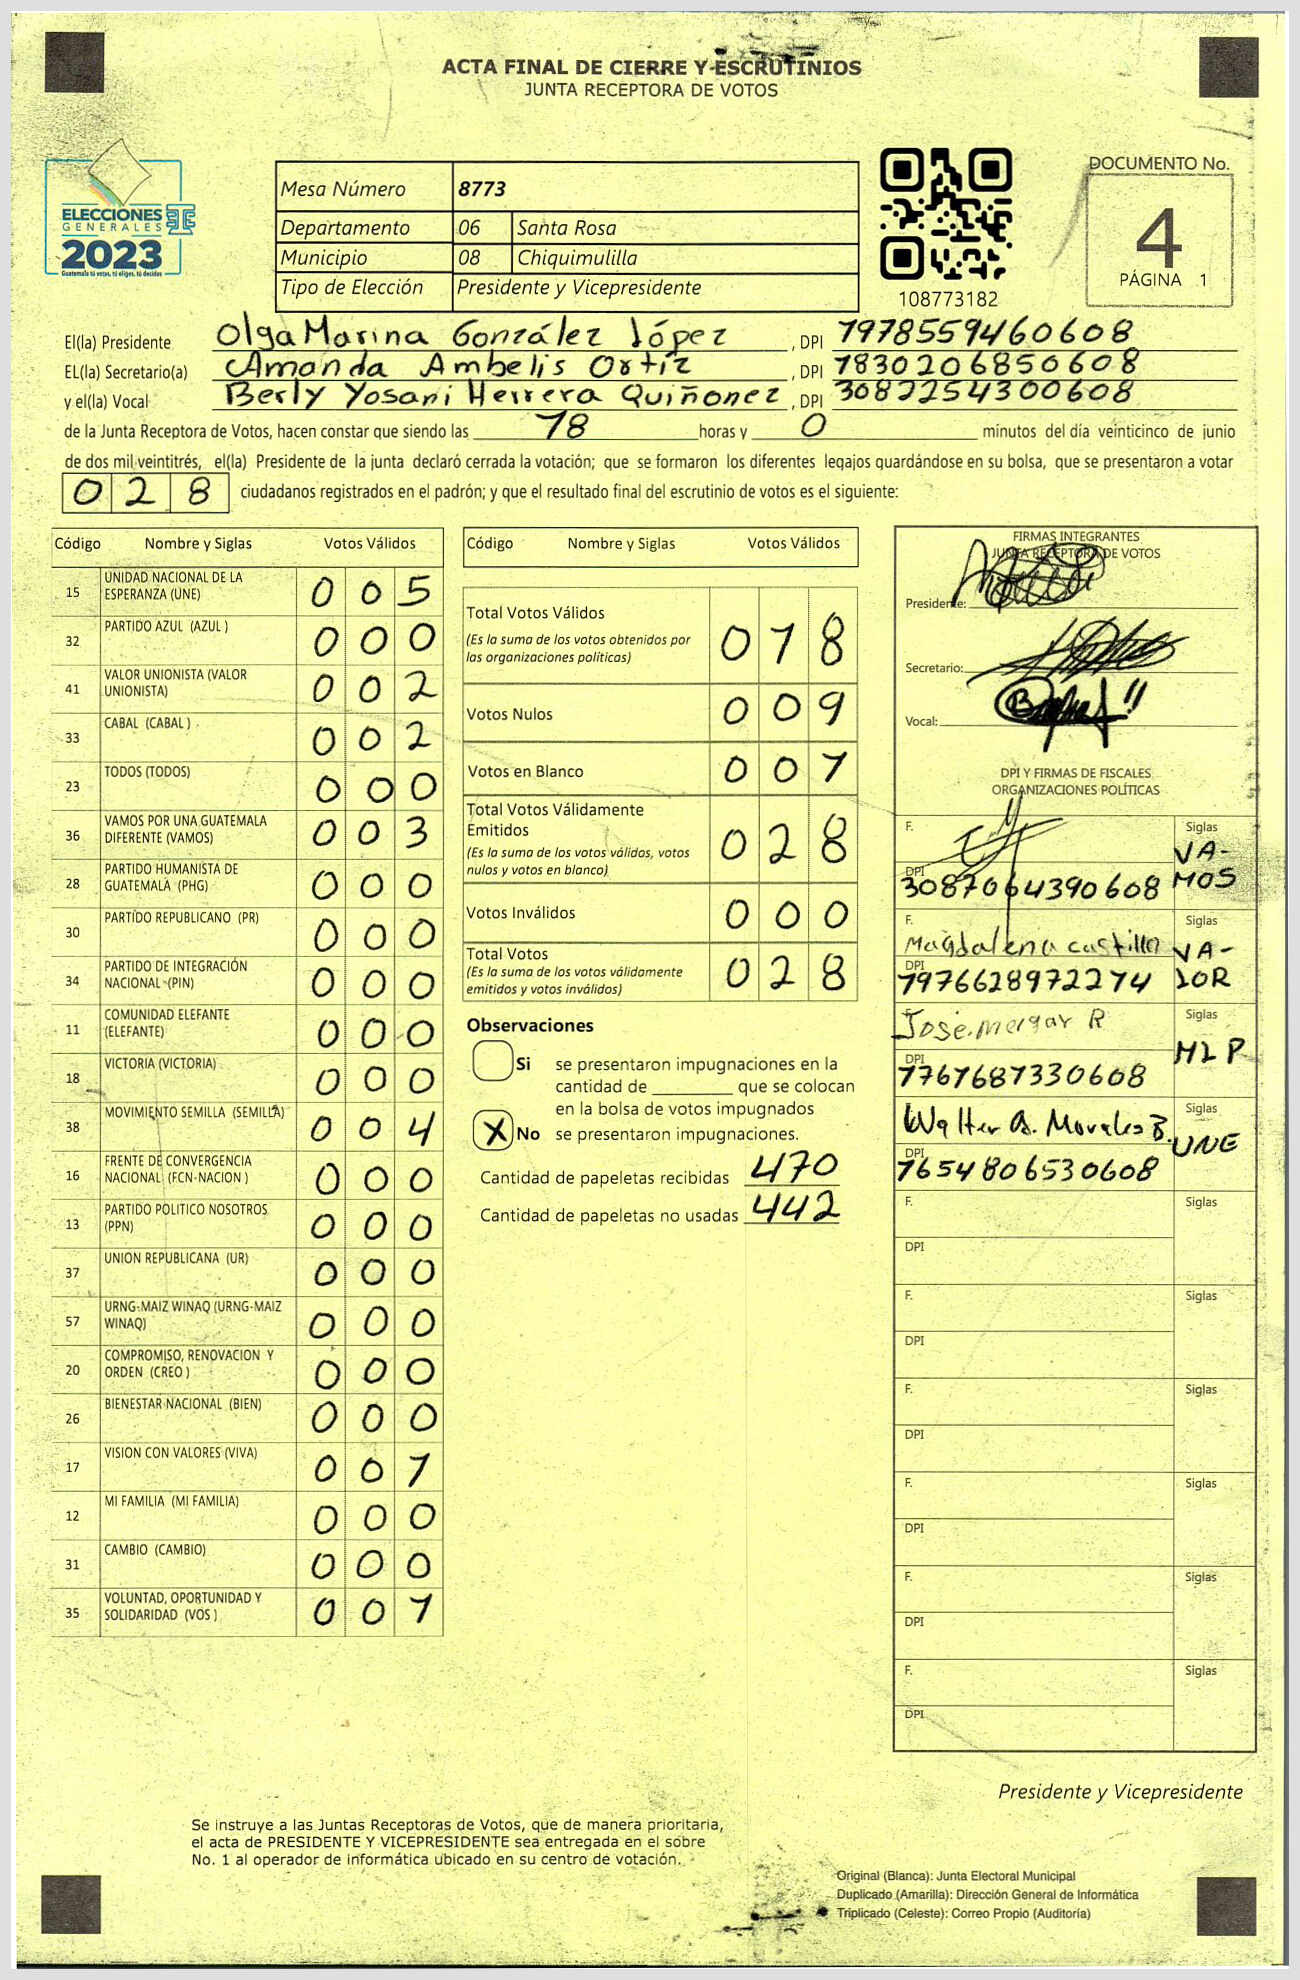 ACTA FINAL DE CIERRE Y ESCRUTINIOS
JUNTA RECEPTORA DE VOTOS
ELECCIONES
GENERALES
2023
Guatemala tú votas, tú eliges, tú decides
Mesa Número 8773
Departamento 06 Santa Rosa
Municipio 08 Chiquimulilla
Tipo de Elección Presidente y Vicepresidente
108773182
DOCUMENTO No.
4
PÁGINA 1
El(la) Presidente Olga Marina González López, DPI 1978559460608
EL(la) Secretario(a) Amanda Ambelis Ortíz, DPI 1830206850608
y el(la) Vocal Berly Yosani Herrera Quiñonez, DPI 3082254300608
de la Junta Receptora de Votos, hacen constar que siendo las 18 horas y 0 minutos del día veinticinco de junio
de dos mil veintitrés, el(la) Presidente de la junta declaró cerrada la votación; que se formaron los diferentes legajos quardándose en su bolsa, que se presentaron a votar
028 ciudadanos registrados en el padrón; y que el resultado final del escrutinio de votos es el siguiente:
Código Nombre y Siglas Votos Válidos
15 UNIDAD NACIONAL DE LA ESPERANZA (UNE) 005
32 PARTIDO AZUL (AZUL ) 000
41 VALOR UNIONISTA (VALOR UNIONISTA) 002
33 CABAL (CABAL ) 002
23 TODOS (TODOS) 000
36 VAMOS POR UNA GUATEMALA DIFERENTE (VAMOS) 003
28 PARTIDO HUMANISTA DE GUATEMALA (PHG) 000
30 PARTIDO REPUBLICANO (PR) 000
34 PARTIDO DE INTEGRACIÓN NACIONAL (PIN) 000
11 COMUNIDAD ELEFANTE (ELEFANTE) 000
18 VICTORIA (VICTORIA) 000
38 MOVIMIENTO SEMILLA (SEMILLA) 004
16 FRENTE DE CONVERGENCIA NACIONAL (FCN-NACION ) 000
13 PARTIDO POLITICO NOSOTROS (PPN) 000
37 UNION REPUBLICANA (UR) 000
57 URNG-MAIZ WINAQ (URNG-MAIZ WINAQ) 000
20 COMPROMISO, RENOVACION Y ORDEN (CREO ) 000
26 BIENESTAR NACIONAL (BIEN) 000
17 VISION CON VALORES (VIVA) 001
12 MI FAMILIA (MI FAMILIA) 000
31 CAMBIO (CAMBIO) 000
35 VOLUNTAD, OPORTUNIDAD Y SOLIDARIDAD (VOS ) 001
Código Nombre y Siglas Votos Válidos
Total Votos Válidos 018
(Es la suma de los votos obtenidos por
las organizaciones políticas)
Votos Nulos 009
Votos en Blanco 001
Total Votos Válidamente
Emitidos 028
(Es la suma de los votos válidos, votos
nulos y votos en blanco)
Votos Inválidos 000
Total Votos 028
(Es la suma de los votos válidamente
emitidos y votos inválidos)
Observaciones
Si se presentaron impugnaciones en la
cantidad de ________ que se colocan
en la bolsa de votos impugnados
X No se presentaron impugnaciones.
Cantidad de papeletas recibidas 470
Cantidad de papeletas no usadas 442
FIRMAS INTEGRANTES
JUNTA RECEPTORA DE VOTOS
Presidente:
Secretario:
Vocal:
DPI Y FIRMAS DE FISCALES
ORGANIZACIONES POLÍTICAS
F. Siglas VA-
DPI 3087064390608 MOS
F. Magdalena Castillo Siglas VA-
DPI 1976628972274 LOR
F. Jose Melgar R Siglas
DPI 1761687330608 MLP
F. Walter A. Morales B. Siglas
DPI 1654806530608 UNE
F. Siglas
DPI
F. Siglas
DPI
F. Siglas
DPI
F. Siglas
DPI
F. Siglas
DPI
F. Siglas
DPI
Presidente y Vicepresidente
Se instruye a las Juntas Receptoras de Votos, que de manera prioritaria,
el acta de PRESIDENTE Y VICEPRESIDENTE sea entregada en el sobre
No. 1 al operador de informática ubicado en su centro de votación.
Original (Blanca): Junta Electoral Municipal
Duplicado (Amarilla): Dirección General de Informática
Triplicado (Celeste): Correo Propio (Auditoría)